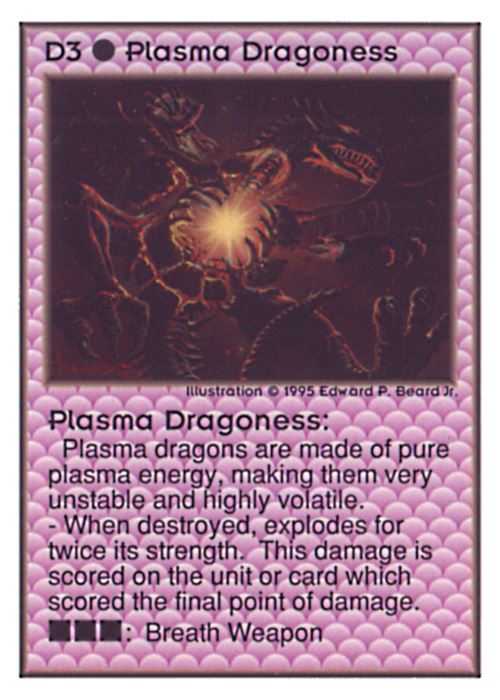 D3 ● Plasma Dragoness
Illustration © 1995 Edward P. Beard Jr.
Plasma Dragoness:
Plasma dragons are made of pure
plasma energy, making them very
unstable and highly volatile.
- When destroyed, explodes for
twice its strength. This damage is
scored on the unit or card which
scored the final point of damage.
■■■: Breath Weapon